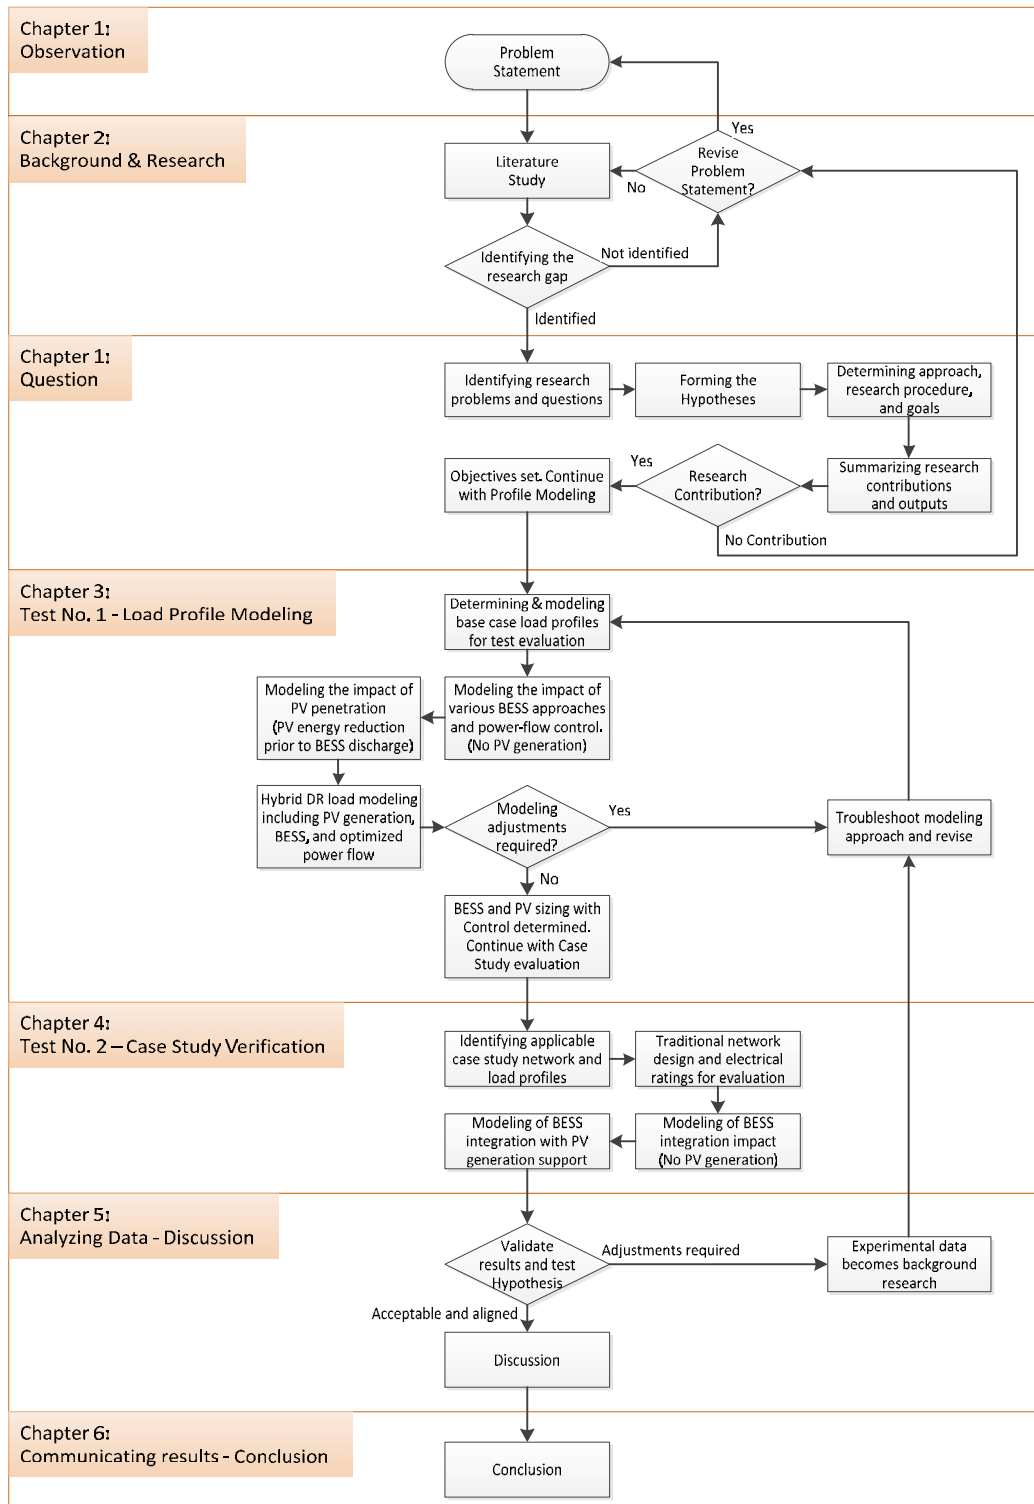 Chapter 1:
Observation
Problem
Statement
Chapter 2:
Background & Research
Yes
Revise
Problem
Statement?
No
Literature
Study
Identifying the
research gap
Not identified
Identified
Chapter 1:
Question
Identifying research
problems and questions
Forming the
Hypotheses
Determining approach,
research procedure,
and goals
Summarizing research
contributions
and outputs
Research
Contribution?
Yes
No Contribution
Objectives set. Continue
with Profile Modeling
Chapter 3:
Test No. 1 - Load Profile Modeling
Determining & modeling
base case load profiles
for test evaluation
Modeling the impact of
various BESS approaches
and power-flow control.
(No PV generation)
Modeling the impact of
PV penetration
(PV energy reduction
prior to BESS discharge)
Hybrid DR load modeling
including PV generation,
BESS, and optimized
power flow
Modeling
adjustments
required?
Yes
No
Troubleshoot modeling
approach and revise
BESS and PV sizing with
Control determined.
Continue with Case
Study evaluation
Chapter 4:
Test No. 2 – Case Study Verification
Identifying applicable
case study network and
load profiles
Traditional network
design and electrical
ratings for evaluation
Modeling of BESS
integration impact
(No PV generation)
Modeling of BESS
integration with PV
generation support
Chapter 5:
Analyzing Data - Discussion
Validate
results and test
Hypothesis
Adjustments required
Experimental data
becomes background
research
Acceptable and aligned
Discussion
Chapter 6:
Communicating results - Conclusion
Conclusion